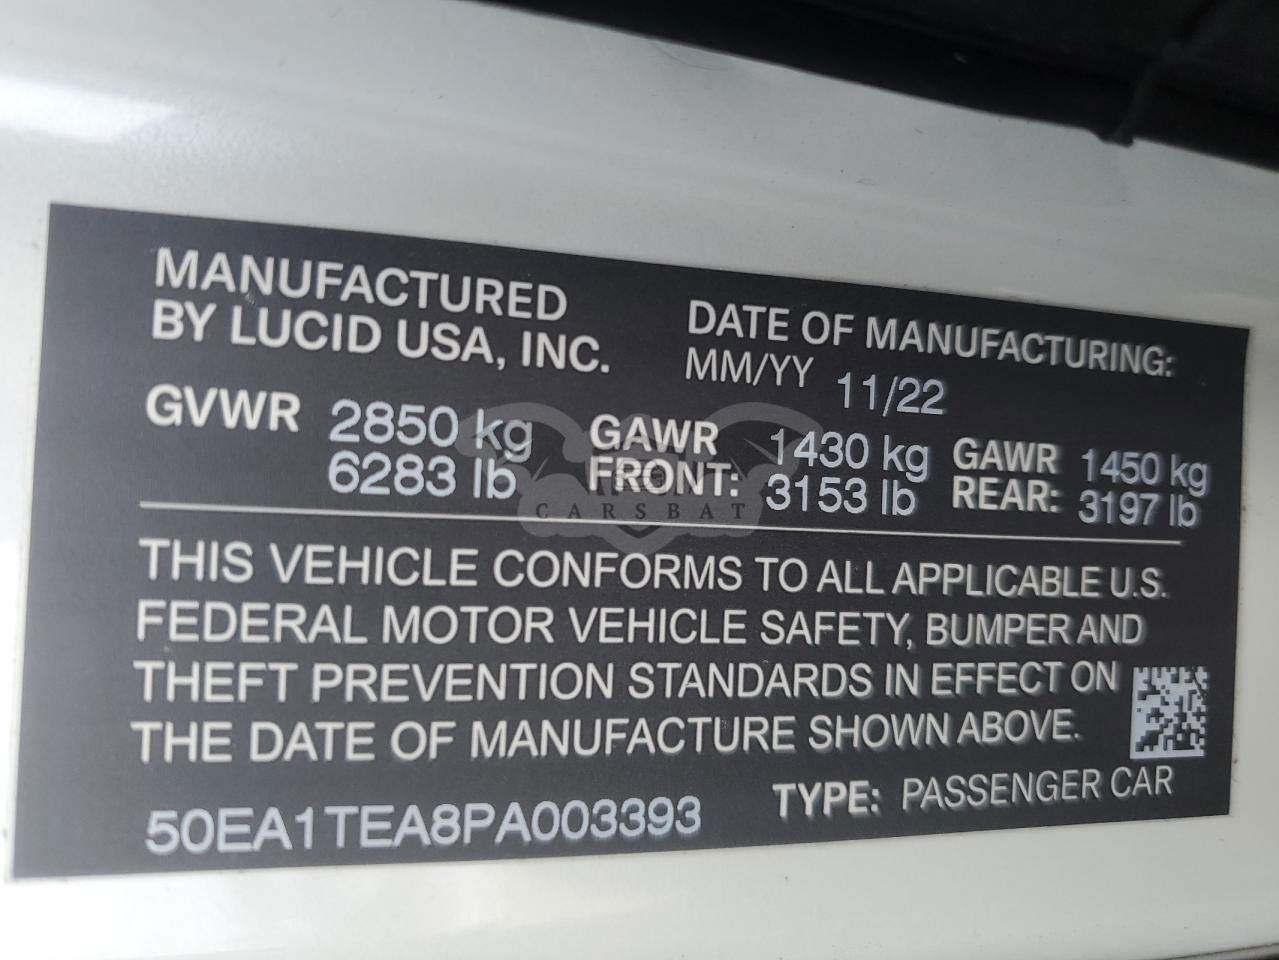 MANUFACTURED
BY LUCID USA, INC.
DATE OF MANUFACTURING:
MM/YY 11/22
GVWR 2850 kg
6283 lb
GAWR
FRONT:
1430 kg
3153 lb
GAWR
REAR:
1450 kg
3197 lb
CARSBAT
THIS VEHICLE CONFORMS TO ALL APPLICABLE U.S.
FEDERAL MOTOR VEHICLE SAFETY, BUMPER AND
THEFT PREVENTION STANDARDS IN EFFECT ON
THE DATE OF MANUFACTURE SHOWN ABOVE.
50EA1TEA8PA003393
TYPE: PASSENGER CAR